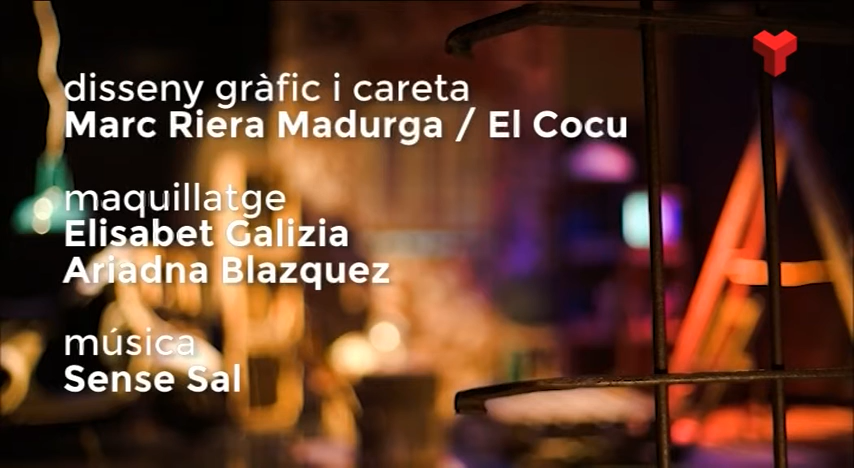 disseny gràfic i careta
Marc Riera Madurga / El Cocu
maquillatge
Elisabet Galizia
Ariadna Blazquez
música
Sense Sal